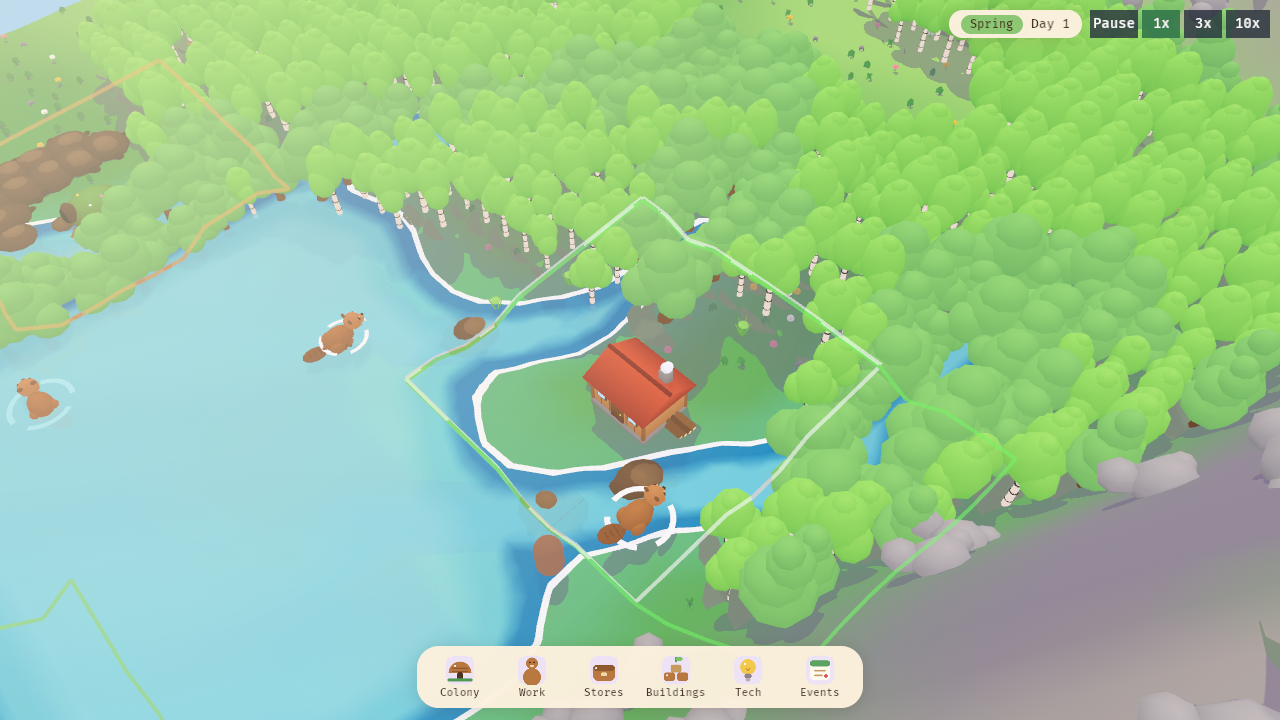 Spring Day 1 Pause 1x 3x 10x
Colony Work Stores Buildings Tech Events